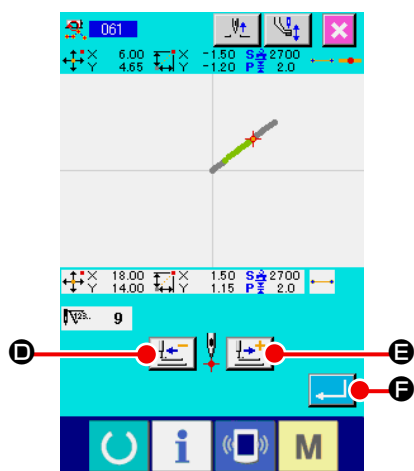 061
X 6.00 X -1.50 S 2700
Y 4.65 Y -1.20 P 2.0
X 18.00 X 1.50 S 2700
Y 14.00 Y 1.15 P 2.0
123.. 9
D E
F
i M